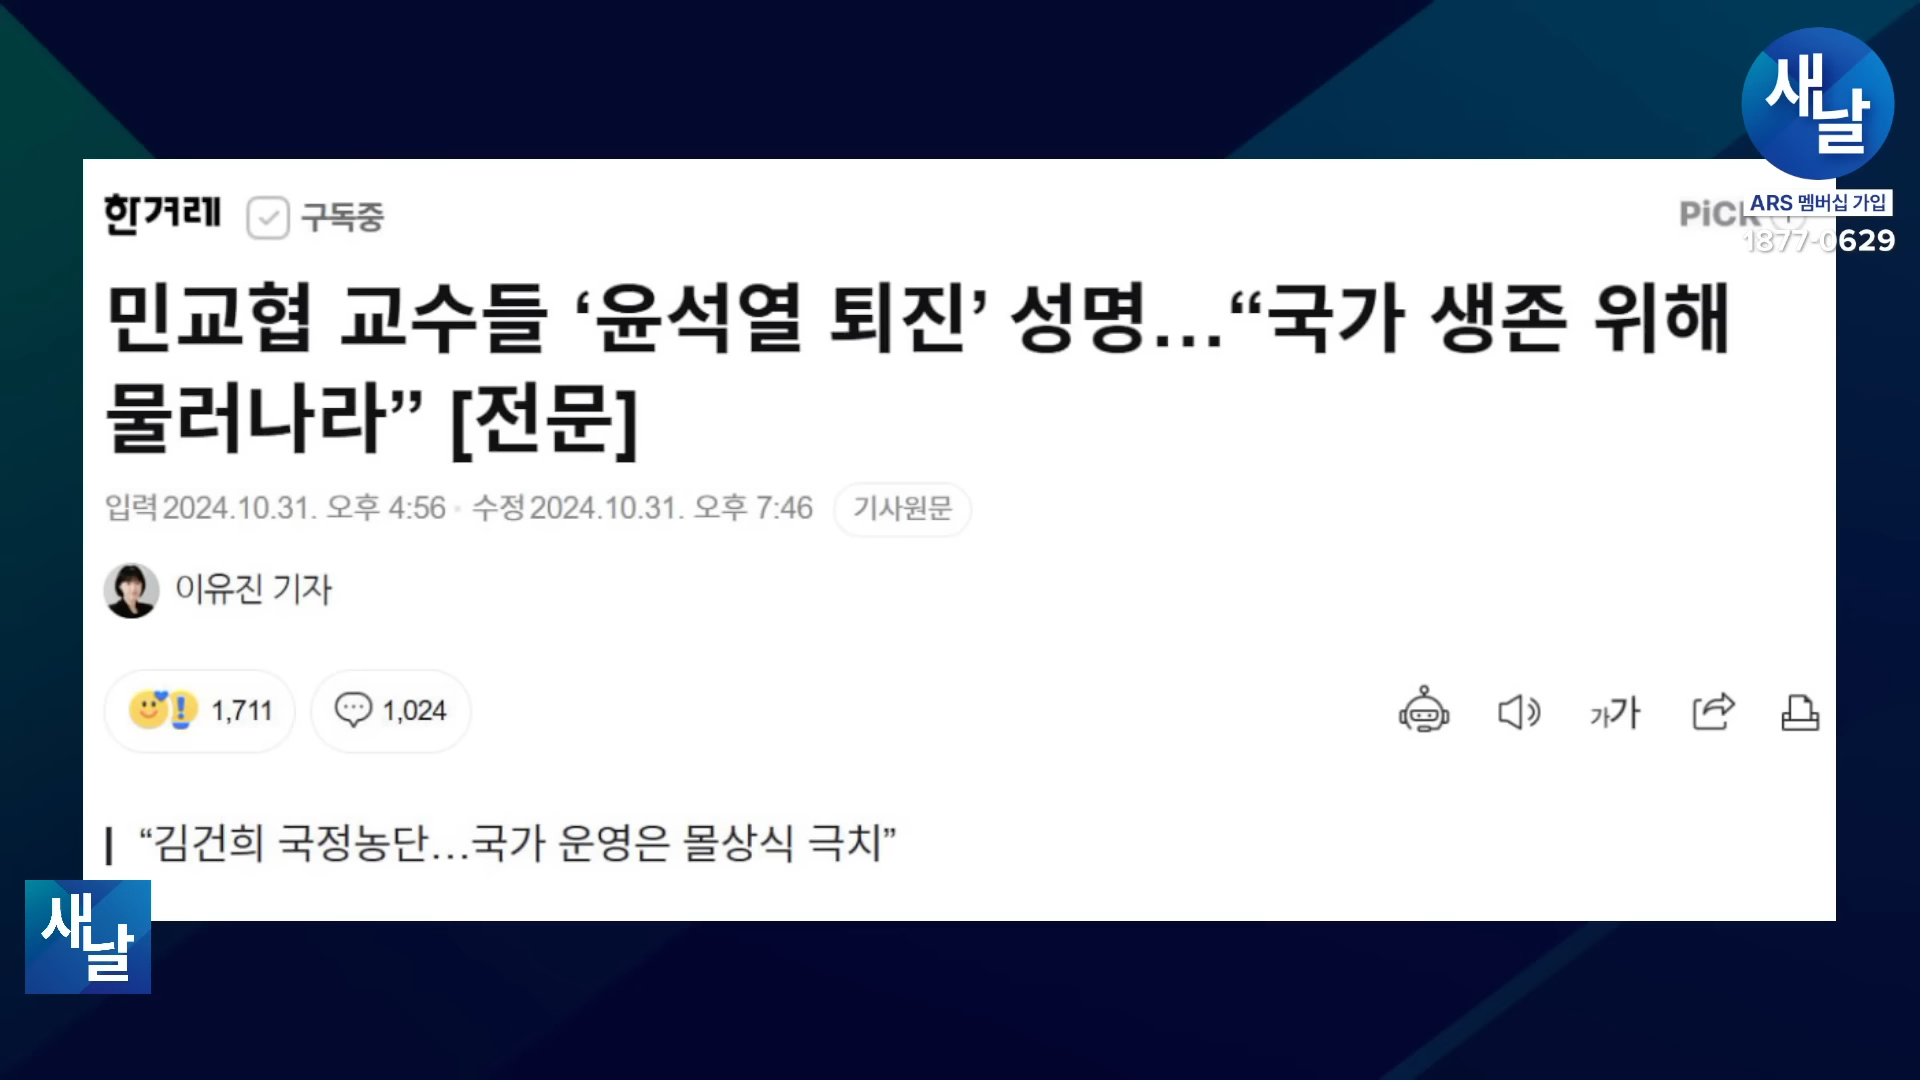 새날
ARS 멤버십 가입
1877-0629
한겨레 구독중
민교협 교수들 ‘윤석열 퇴진’ 성명…“국가 생존 위해
물러나라” [전문]
입력 2024.10.31. 오후 4:56 · 수정 2024.10.31. 오후 7:46 기사원문
이유진 기자
1,711 1,024
가가
“김건희 국정농단…국가 운영은 몰상식 극치”
새날